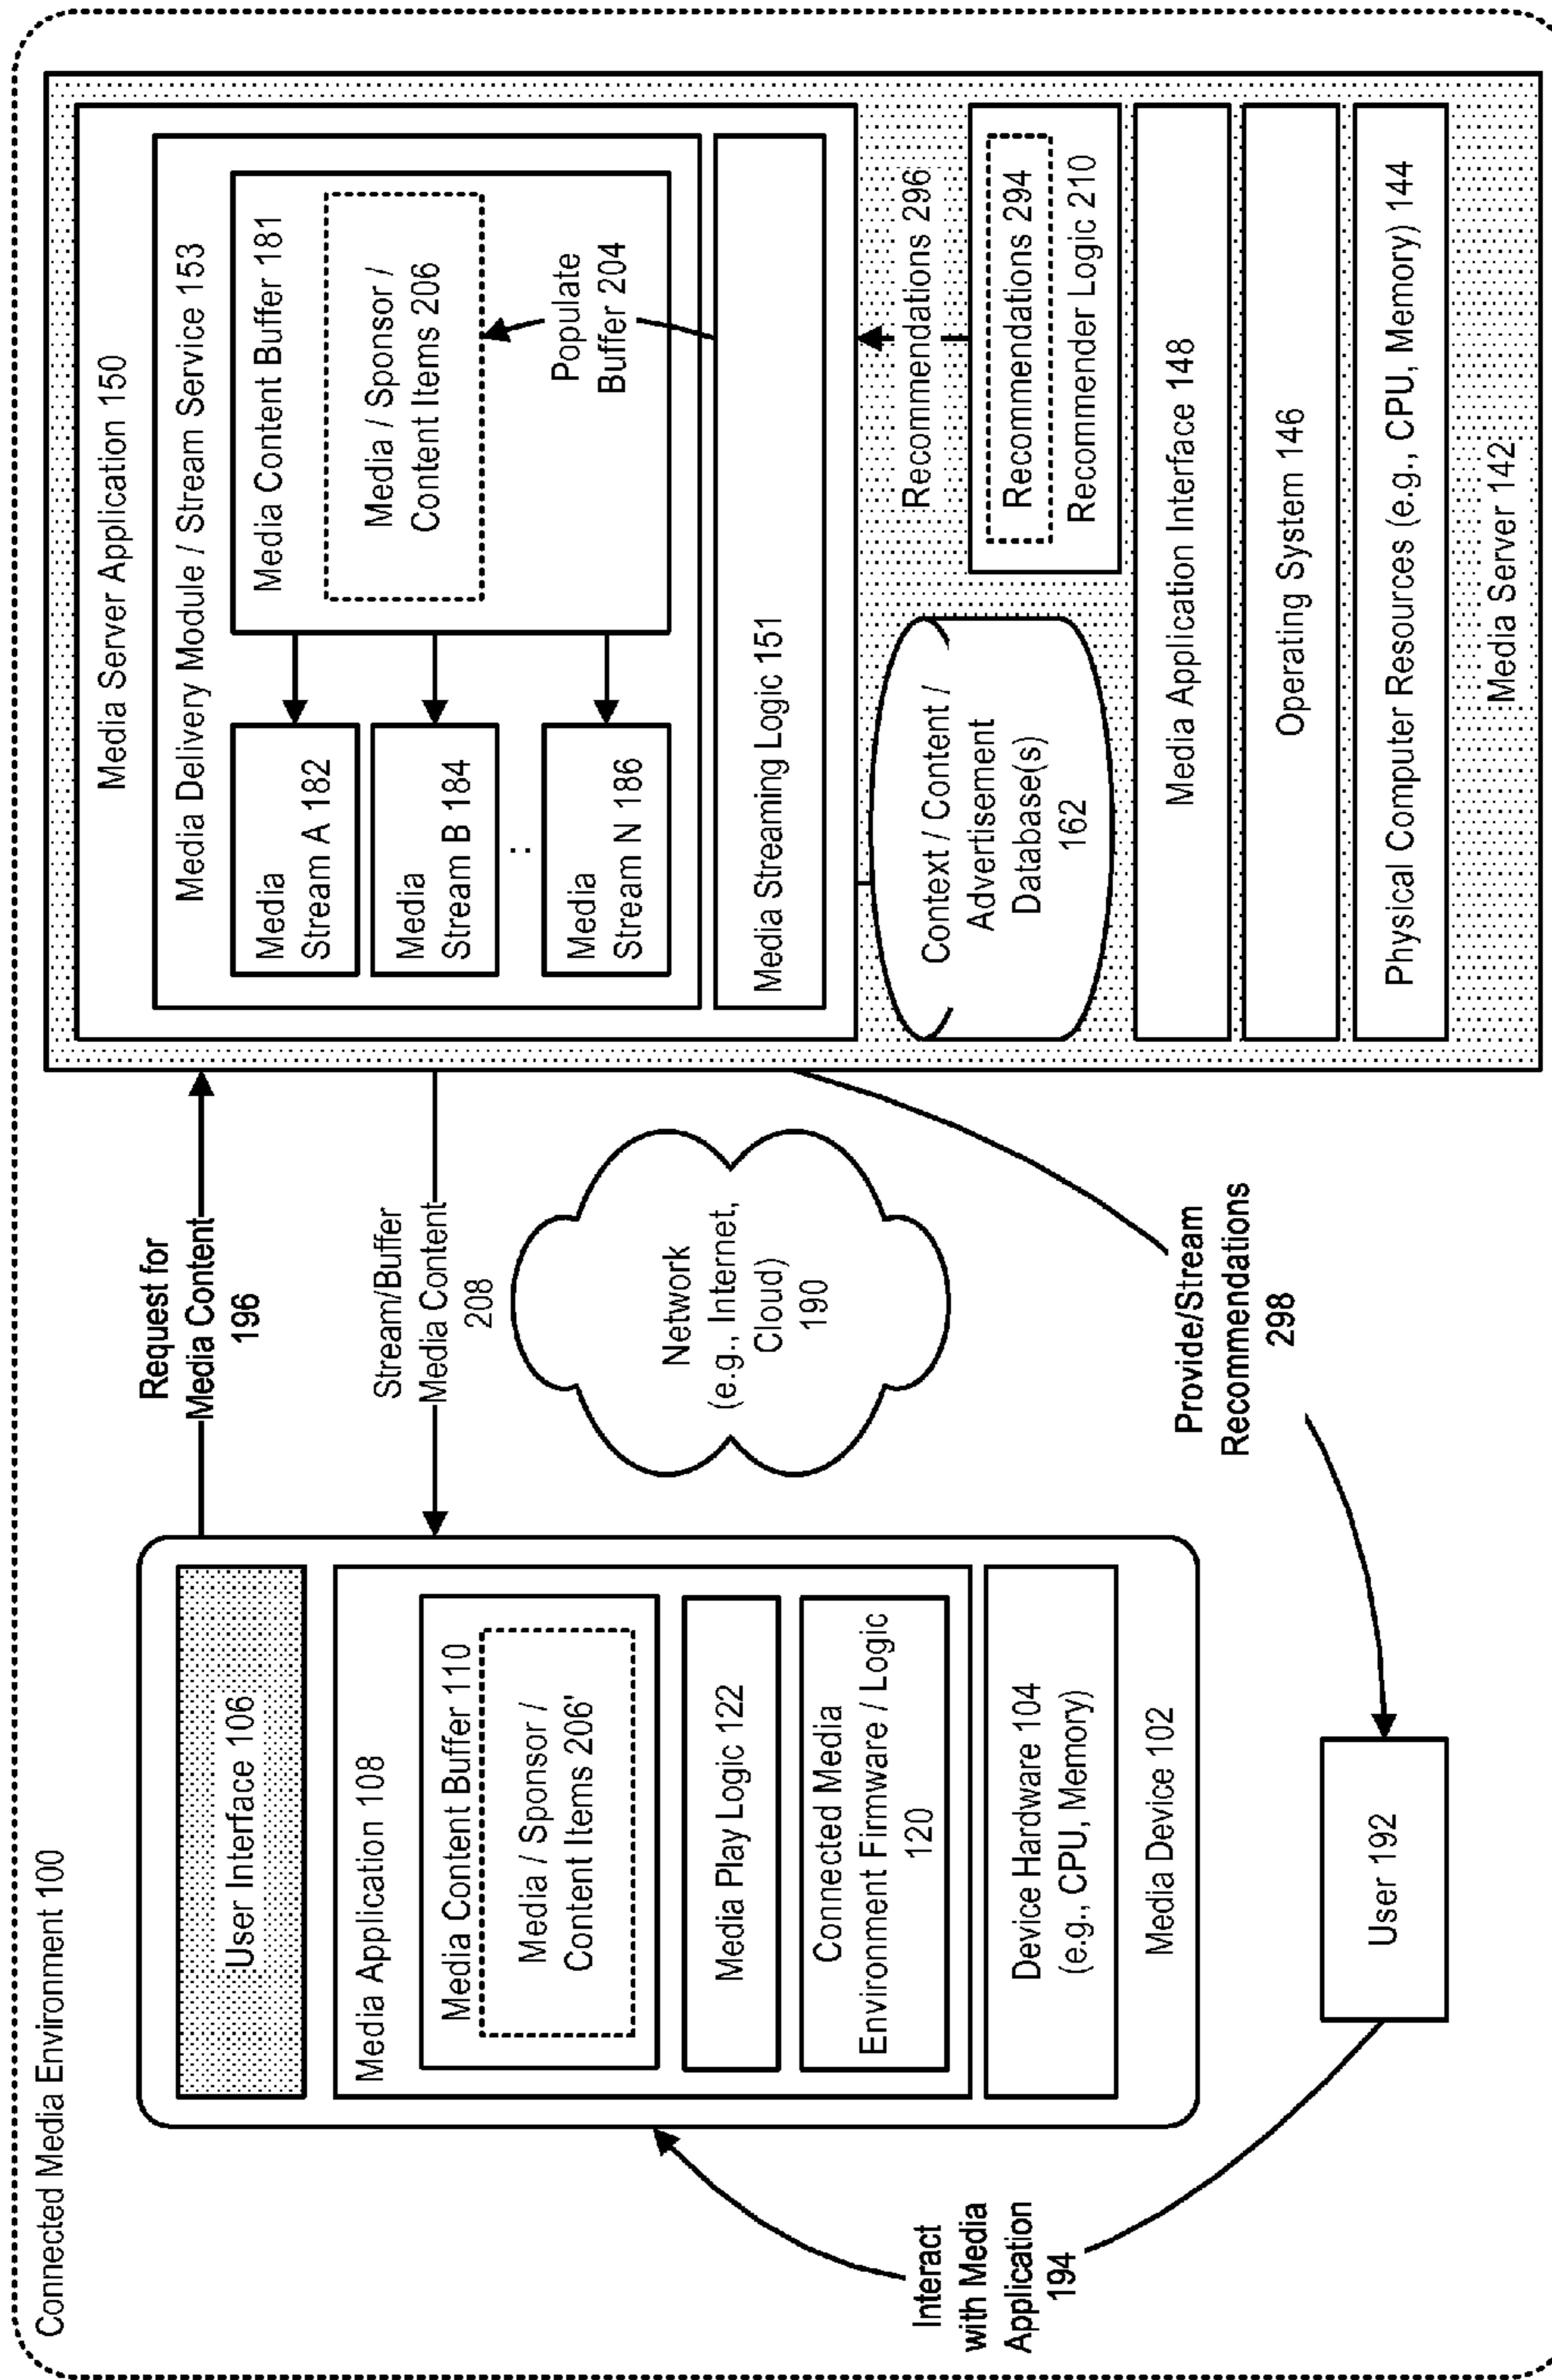 Connected Media Environment 100
User Interface 106
Media Application 108
Media Content Buffer 110
Media / Sponsor /
Content Items 206'
Media Play Logic 122
Connected Media
Environment Firmware / Logic
120
Device Hardware 104
(e.g., CPU, Memory)
Media Device 102
Interact
with Media
Application
194
User 192
Request for
Media Content
196
Stream/Buffer
Media Content
208
Network
(e.g., Internet,
Cloud)
190
Provide/Stream
Recommendations
298
Media Server Application 150
Media Delivery Module / Stream Service 153
Media
Stream A 182
Media
Stream B 184
:
Media
Stream N 186
Media Content Buffer 181
Media / Sponsor /
Content Items 206
Populate
Buffer 204
Media Streaming Logic 151
Context / Content /
Advertisement
Database(s)
162
Recommendations 296
Recommendations 294
Recommender Logic 210
Media Application Interface 148
Operating System 146
Physical Computer Resources (e.g., CPU, Memory) 144
Media Server 142